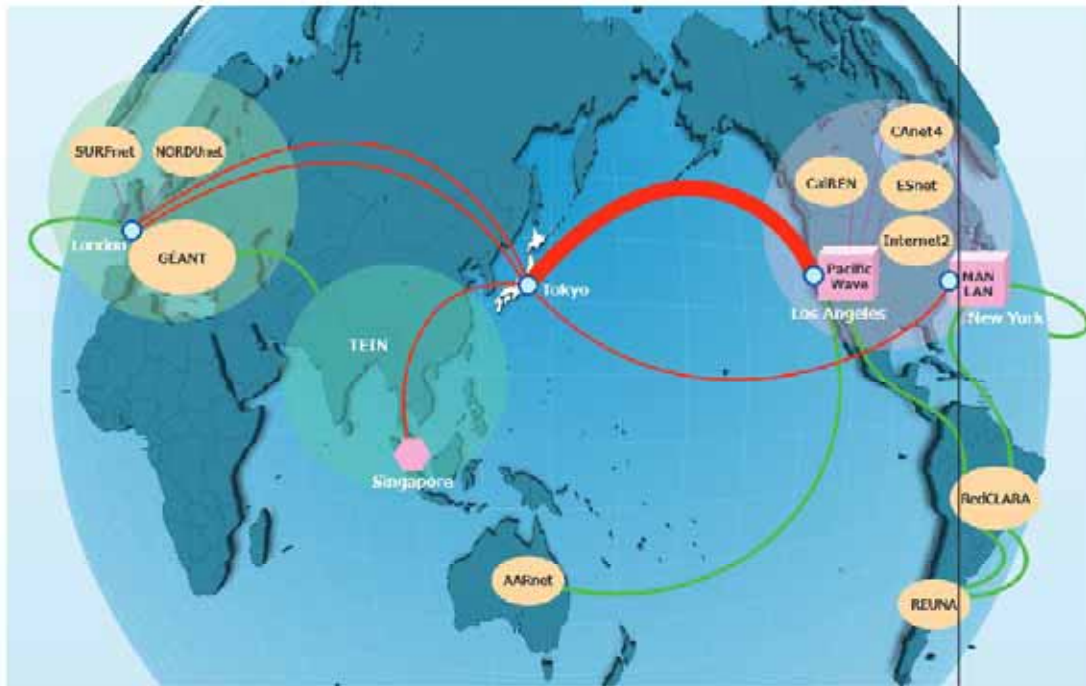 SURFnet
NORDUnet
London
GÉANT
TEIN
Singapore
Tokyo
AARnet
CAnet4
CalREN
ESnet
Internet2
Pacific
Wave
Los Angeles
MAN
LAN
New York
RedCLARA
REUNA